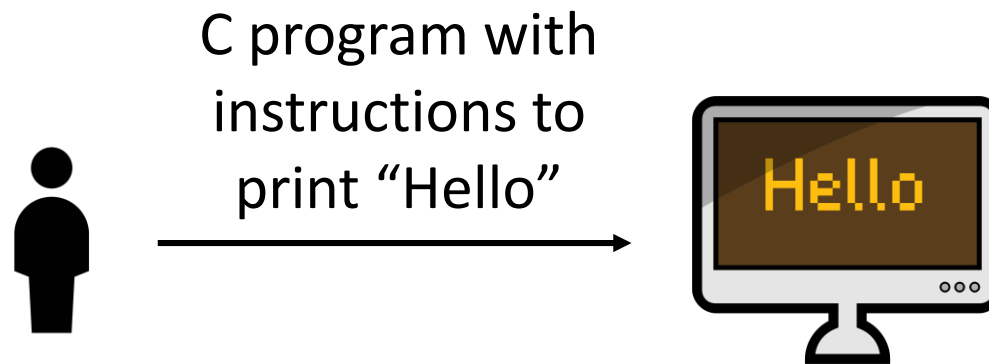 C program with
instructions to
print “Hello”
Hello